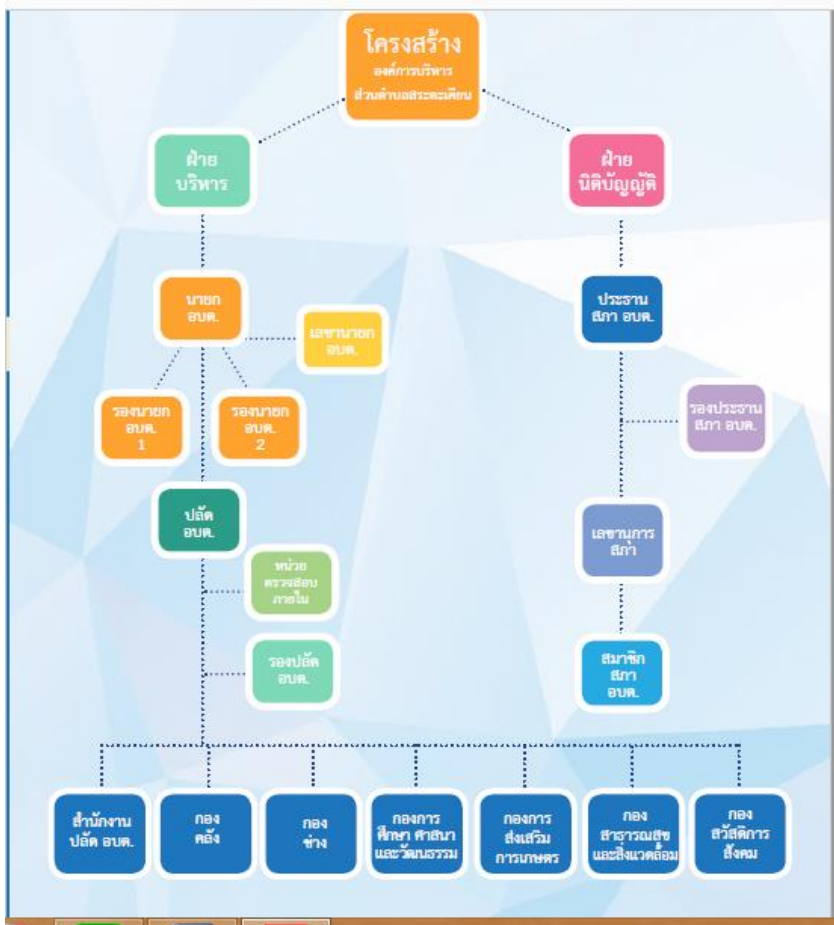 โครงสร้าง
องค์การบริหาร
ส่วนตำบลสระตะเคียน
ฝ่าย
บริหาร
ฝ่าย
นิติบัญญัติ
นายก
อบต.
เลขานายก
อบต.
ประธาน
สภา อบต.
รองนายก
อบต.
1
รองนายก
อบต.
2
รองประธาน
สภา อบต.
ปลัด
อบต.
เลขานุการ
สภา
หน่วย
ตรวจสอบ
ภายใน
รองปลัด
อบต.
สมาชิก
สภา
อบต.
สำนักงาน
ปลัด อบต.
กอง
คลัง
กอง
ช่าง
กองการ
ศึกษา ศาสนา
และวัฒนธรรม
กองการ
ส่งเสริม
การเกษตร
กอง
สาธารณสุข
และสิ่งแวดล้อม
กอง
สวัสดิการ
สังคม